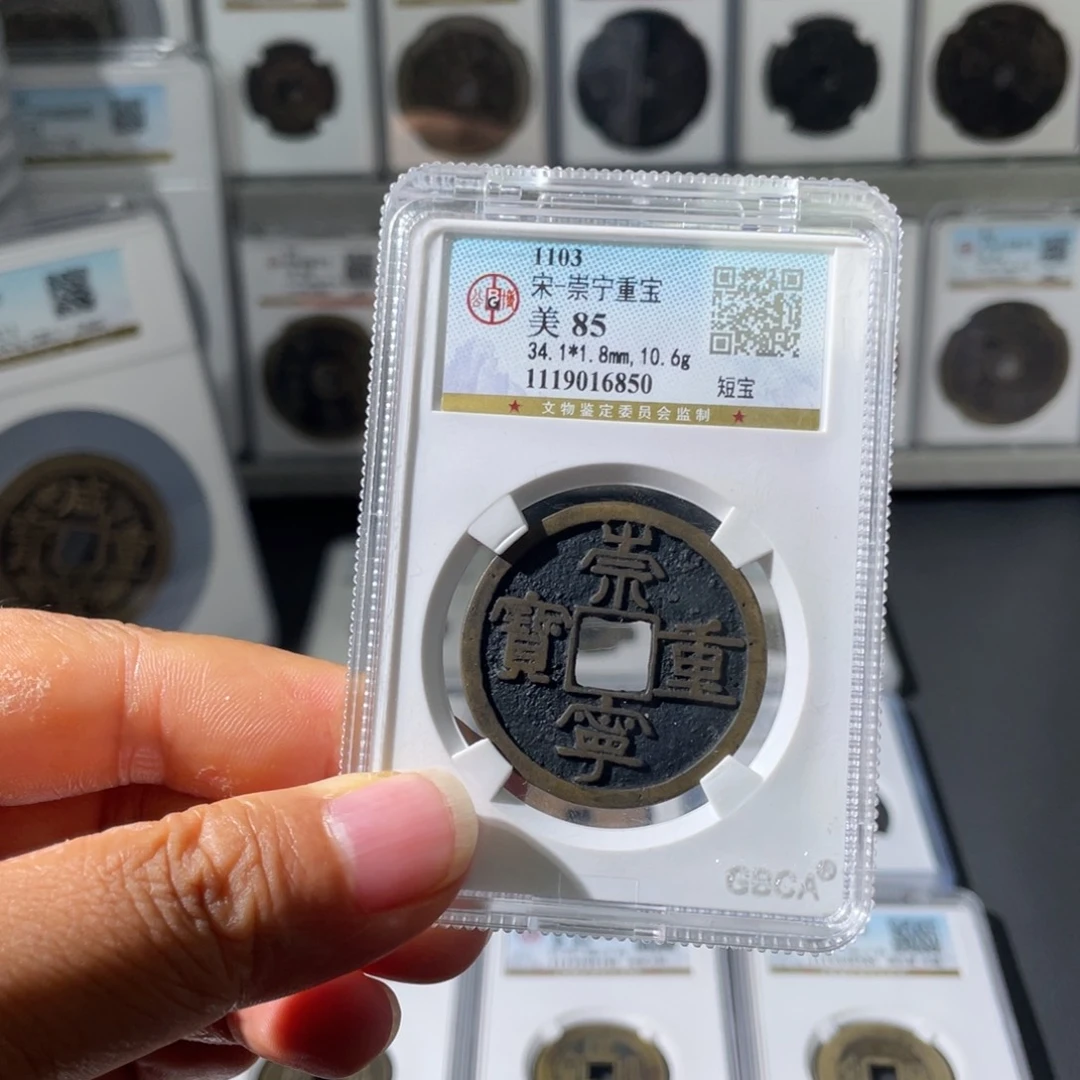 1103
宋-崇宁重宝
美 85
34.1*1.8mm,10.6g
1119016850
短宝
文物鉴定委员会监制
崇
寧
重
寶
GBCA®